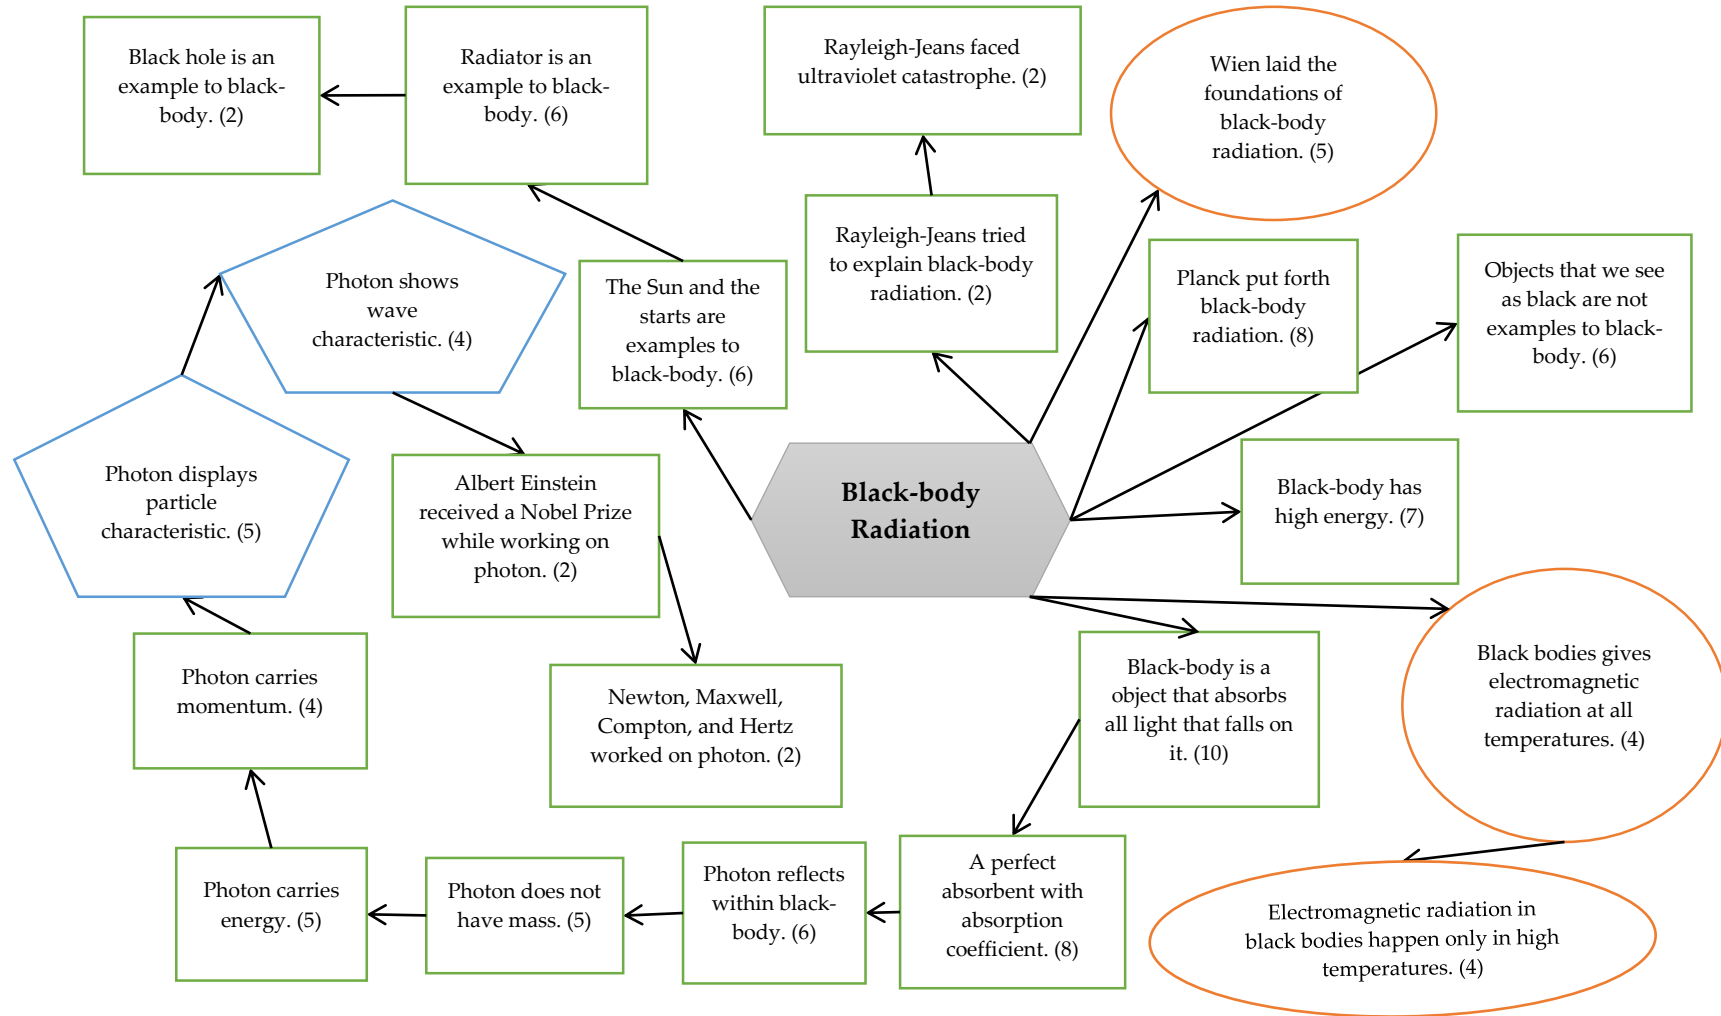 Black hole is an
example to black-
body. (2)
Radiator is an
example to black-
body. (6)
Rayleigh-Jeans faced
ultraviolet catastrophe. (2)
Wien laid the
foundations of
black-body
radiation. (5)
Photon shows
wave
characteristic. (4)
The Sun and the
starts are
examples to
black-body. (6)
Rayleigh-Jeans tried
to explain black-body
radiation. (2)
Planck put forth
black-body
radiation. (8)
Objects that we see
as black are not
examples to black-
body. (6)
Photon displays
particle
characteristic. (5)
Albert Einstein
received a Nobel Prize
while working on
photon. (2)
Black-body
Radiation
Black-body has
high energy. (7)
Photon carries
momentum. (4)
Newton, Maxwell,
Compton, and Hertz
worked on photon. (2)
Black-body is a
object that absorbs
all light that falls on
it. (10)
Black bodies gives
electromagnetic
radiation at all
temperatures. (4)
Photon carries
energy. (5)
Photon does not
have mass. (5)
Photon reflects
within black-
body. (6)
A perfect
absorbent with
absorption
coefficient. (8)
Electromagnetic radiation in
black bodies happen only in high
temperatures. (4)